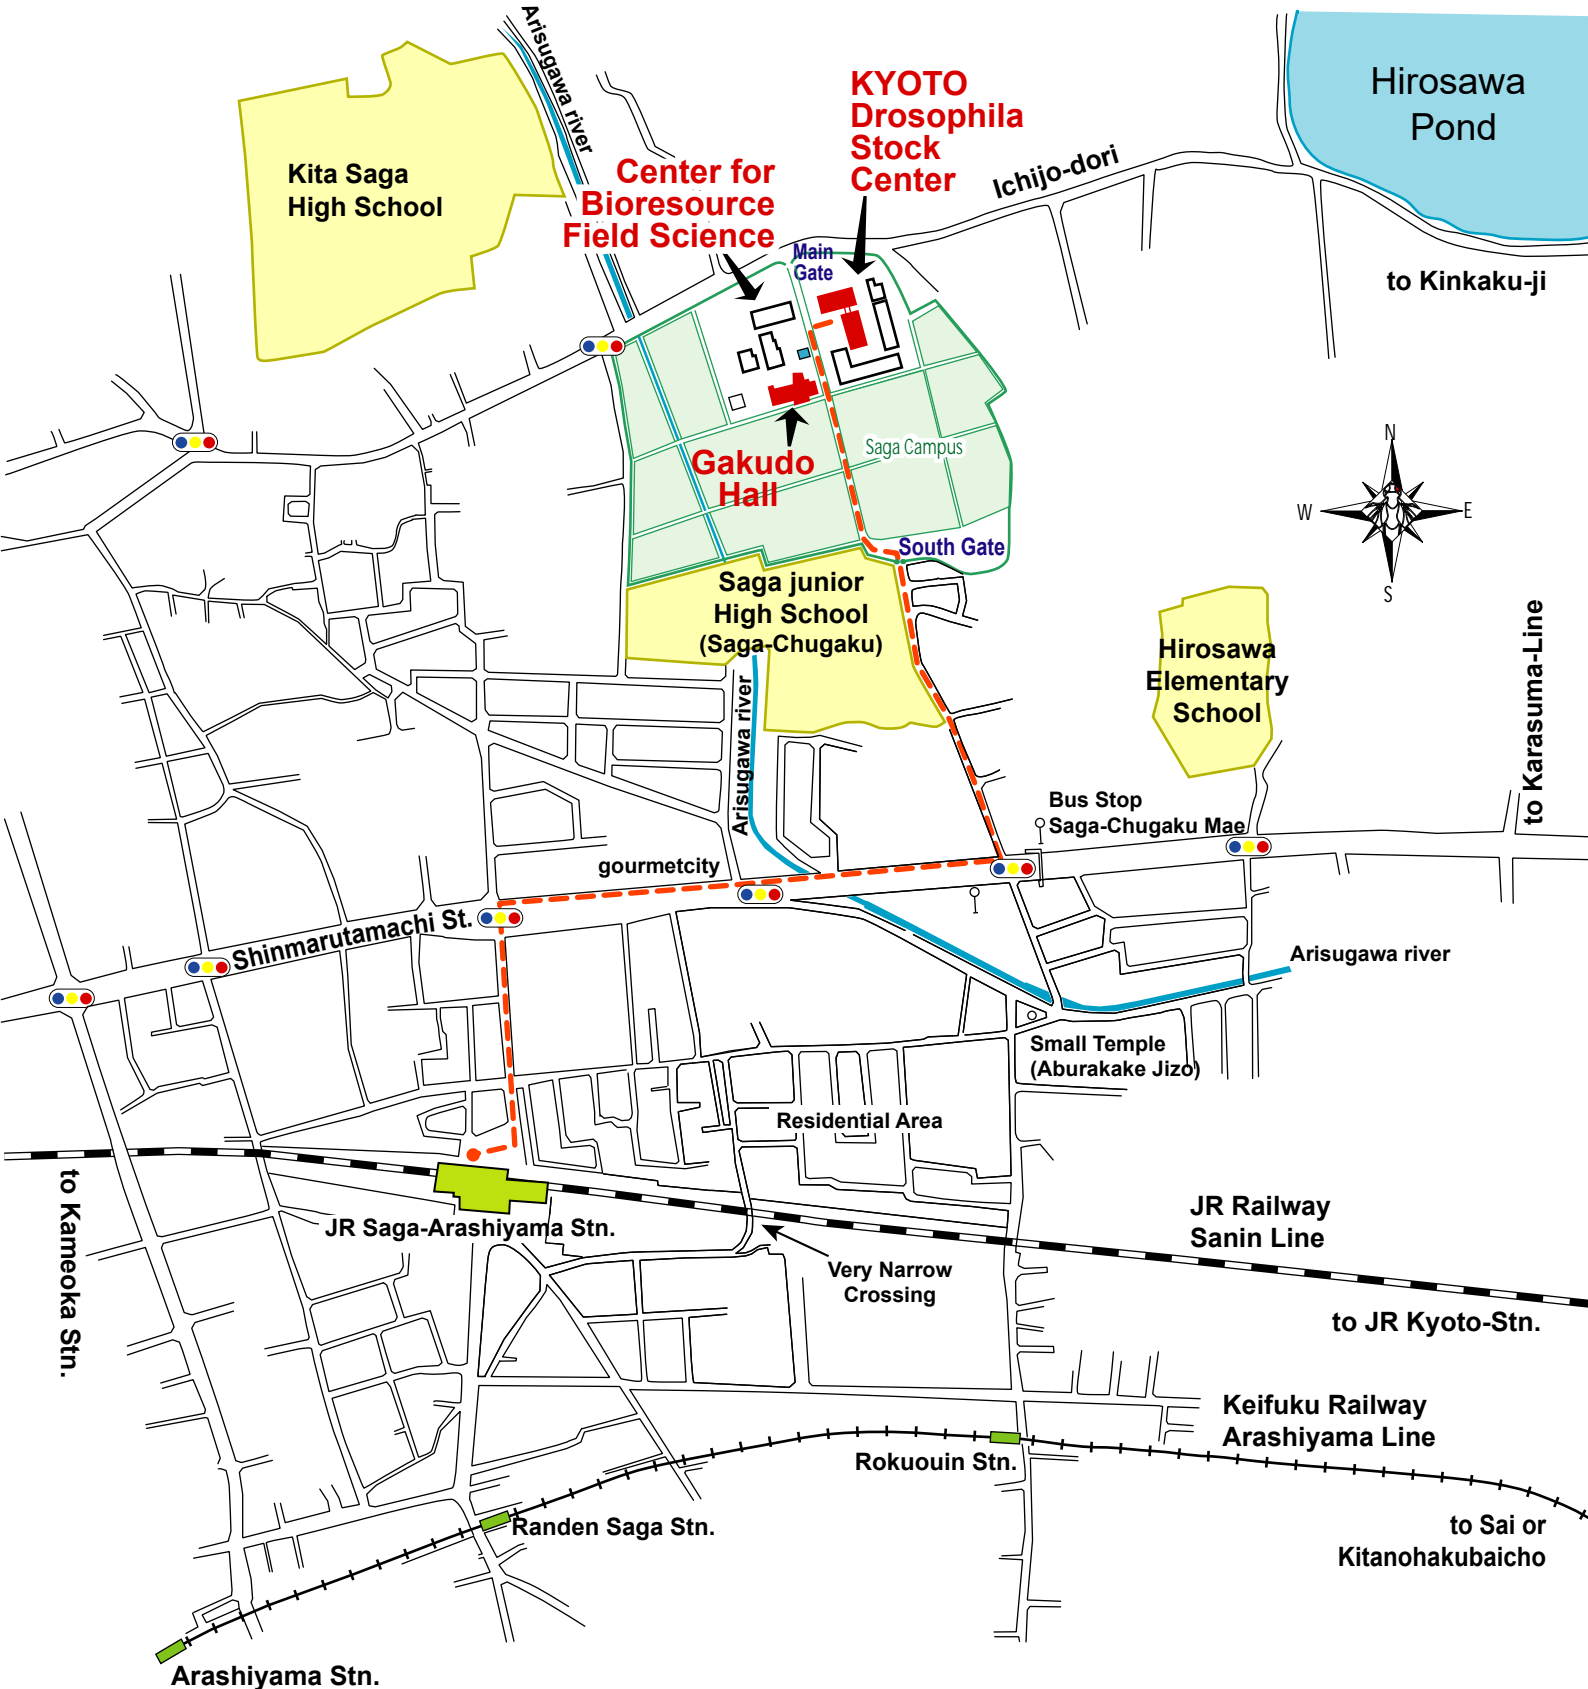 Arisugawa river
Hirosawa
Pond
KYOTO
Drosophila
Stock
Center
Kita Saga
High School
Center for
Bioresource
Field Science
Ichijo-dori
Main
Gate
to Kinkaku-ji
Saga Campus
Gakudo
Hall
N
W
E
S
South Gate
Saga junior
High School
(Saga-Chugaku)
Hirosawa
Elementary
School
to Karasuma-Line
Arisugawa river
Bus Stop
Saga-Chugaku Mae
gourmetcity
Shinmarutamachi St.
Arisugawa river
Small Temple
(Aburakake Jizo)
Residential Area
to Kameoka Stn.
JR Saga-Arashiyama Stn.
JR Railway
Sanin Line
Very Narrow
Crossing
to JR Kyoto-Stn.
Keifuku Railway
Arashiyama Line
Rokuouin Stn.
Randen Saga Stn.
to Sai or
Kitanohakubaicho
Arashiyama Stn.